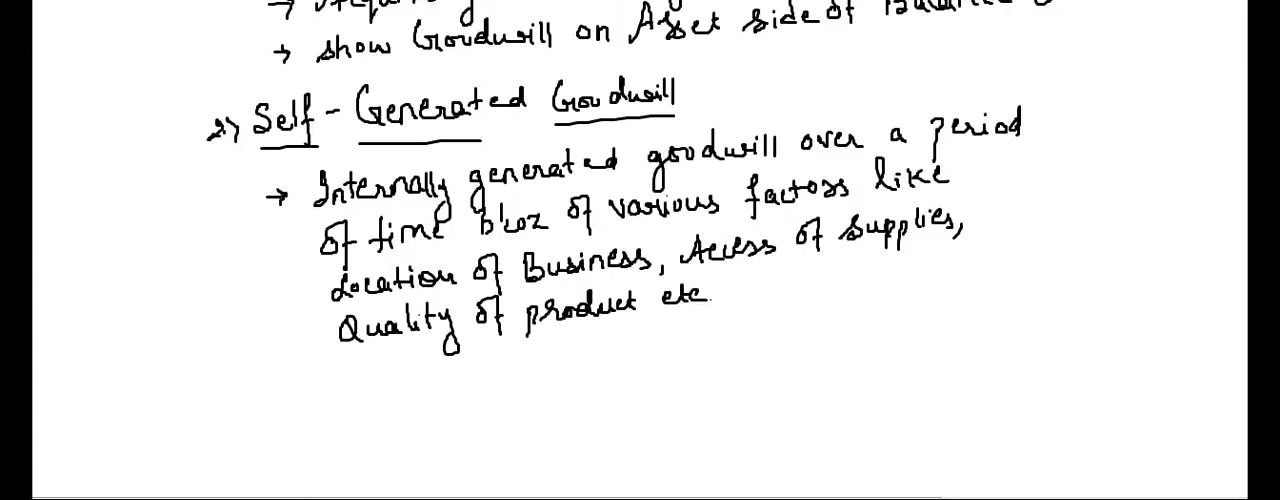 → show Goodwill on Asset side of
2) Self - Generated Goodwill
→ Internally generated goodwill over a period
of time b'coz of various factors like
Location of Business, Access of Supplies,
Quality of product etc.